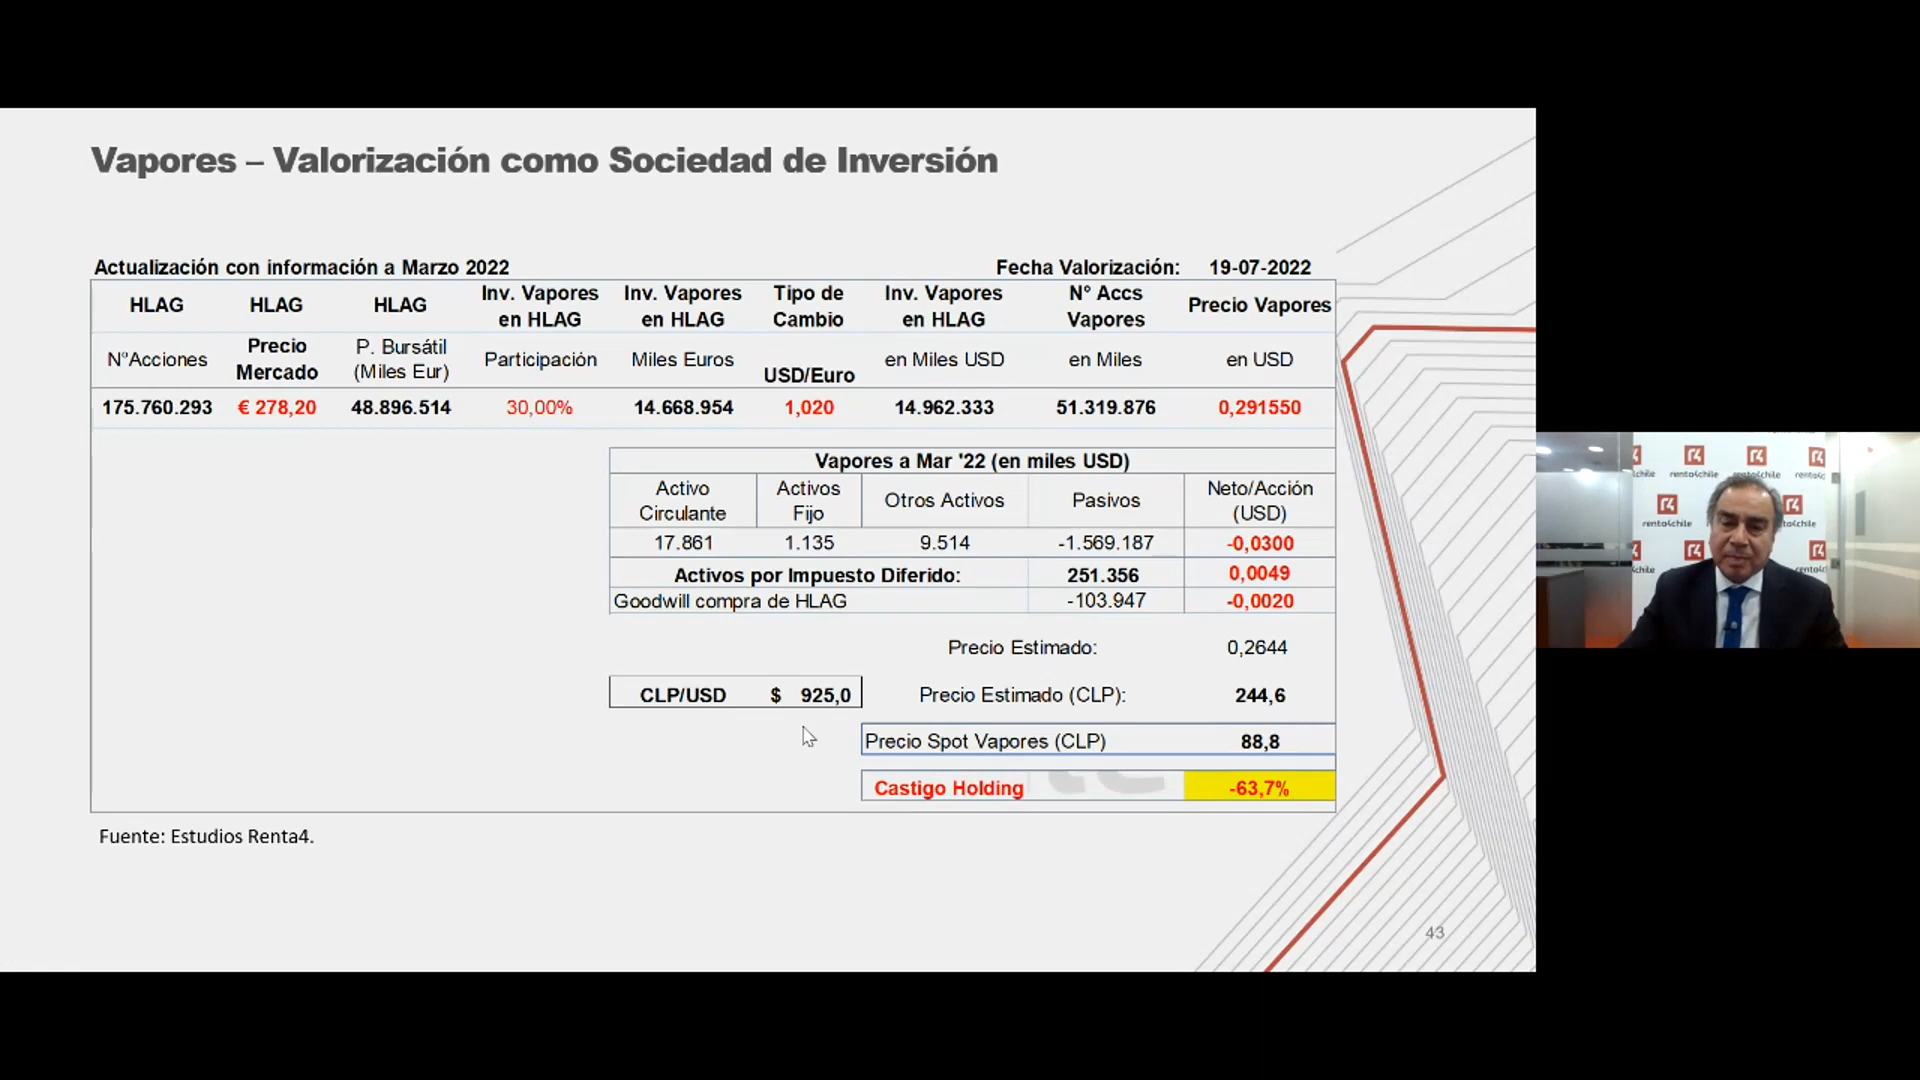 Vapores – Valorización como Sociedad de Inversión
Actualización con información a Marzo 2022 Fecha Valorización: 19-07-2022
HLAG HLAG HLAG Inv. Vapores en HLAG Inv. Vapores en HLAG Tipo de Cambio Inv. Vapores en HLAG N° Accs Vapores Precio Vapores
N°Acciones Precio Mercado P. Bursátil (Miles Eur) Participación Miles Euros USD/Euro en Miles USD en Miles en USD
175.760.293 € 278,20 48.896.514 30,00% 14.668.954 1,020 14.962.333 51.319.876 0,291550
Vapores a Mar '22 (en miles USD)
Activo Circulante Activos Fijo Otros Activos Pasivos Neto/Acción (USD)
17.861 1.135 9.514 -1.569.187 -0,0300
Activos por Impuesto Diferido: 251.356 0,0049
Goodwill compra de HLAG -103.947 -0,0020
Precio Estimado: 0,2644
CLP/USD $ 925,0 Precio Estimado (CLP): 244,6
Precio Spot Vapores (CLP) 88,8
Castigo Holding -63,7%
Fuente: Estudios Renta4.
43
renta4chile
renta4chile
renta4chile